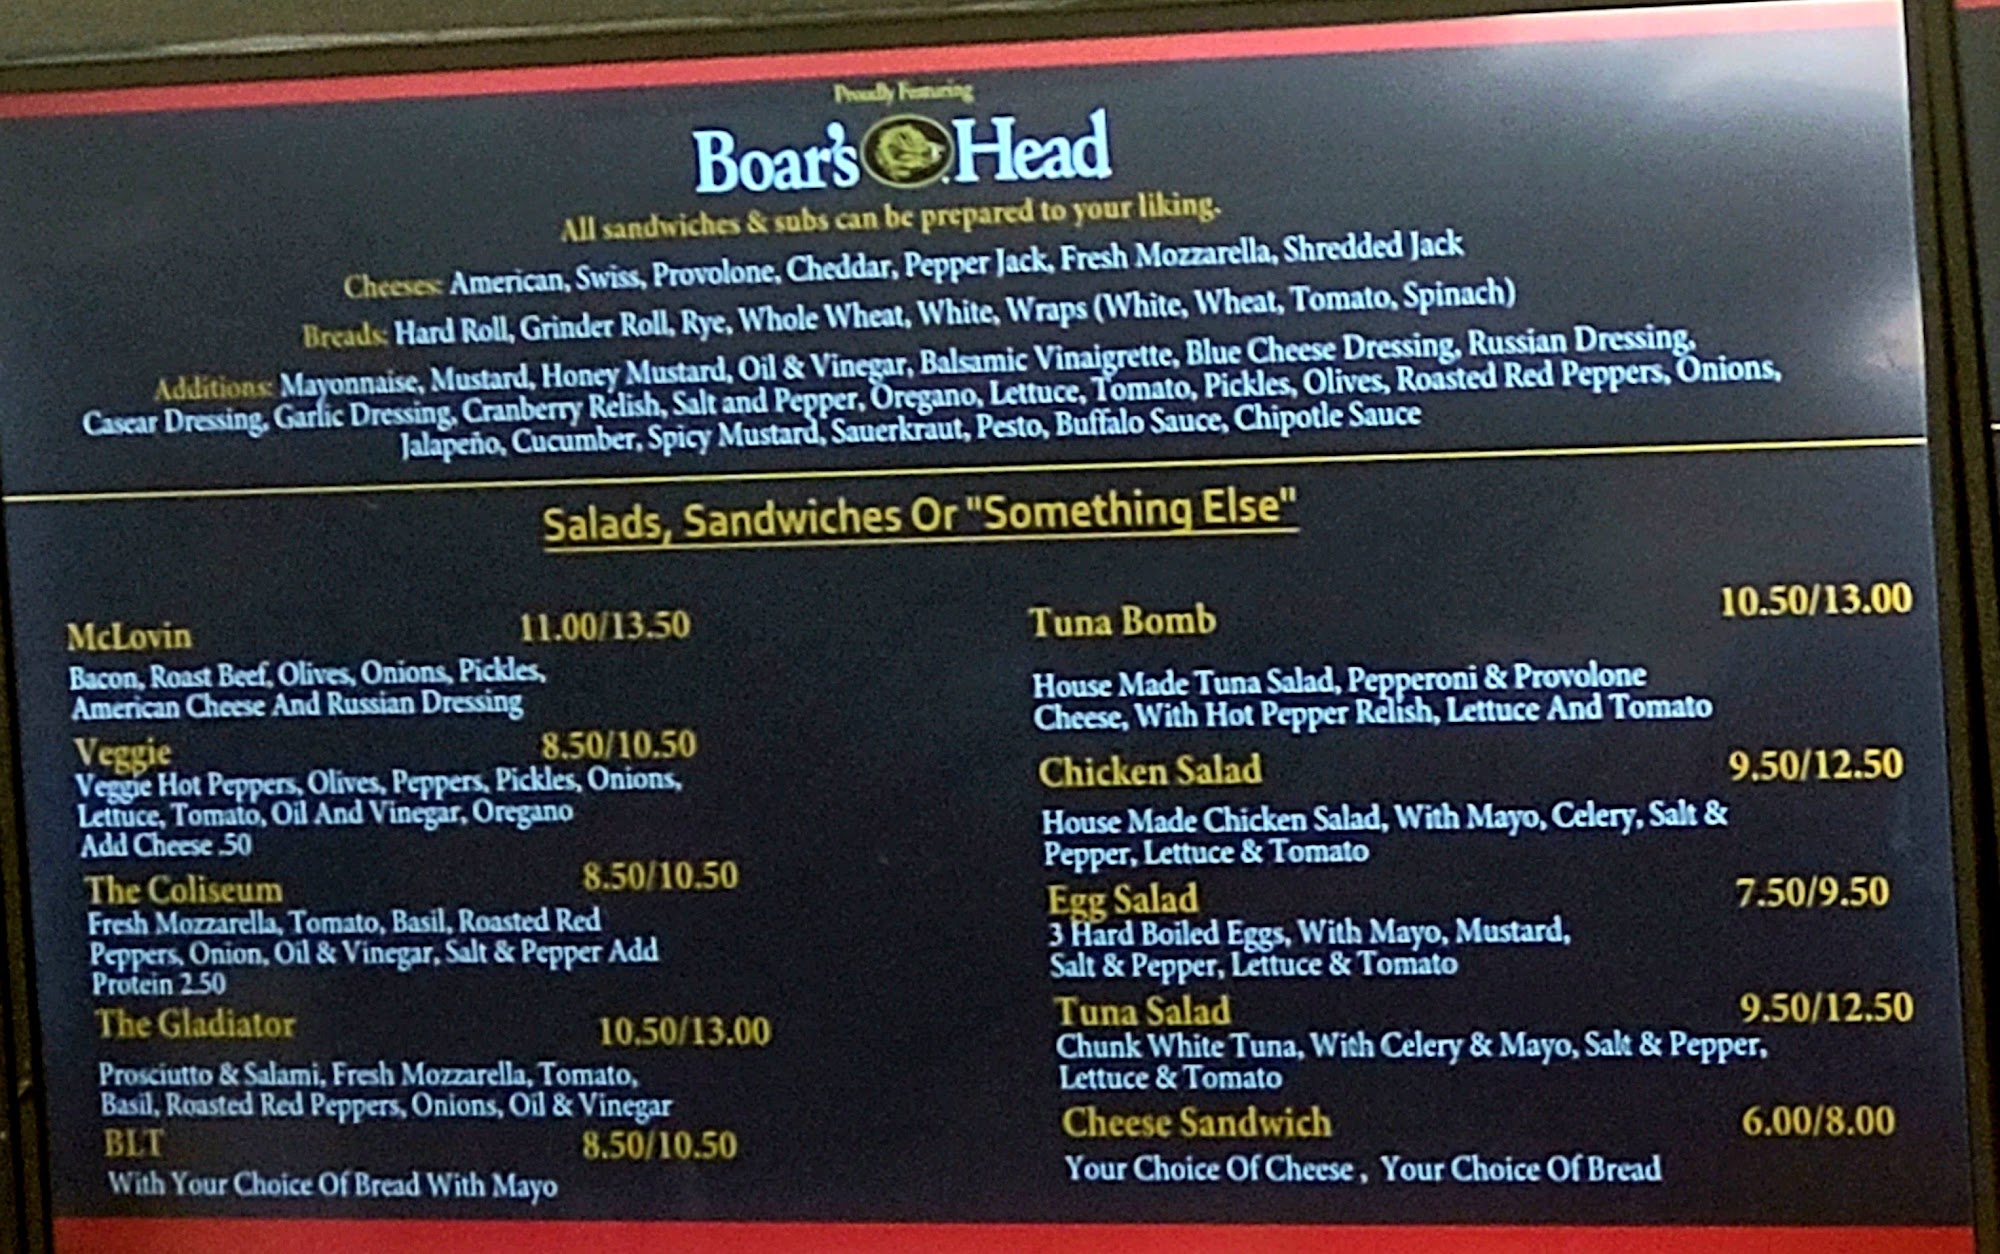 Proudly Featuring
Boar's Head
All sandwiches & subs can be prepared to your liking.
Cheeses: American, Swiss, Provolone, Cheddar, Pepper Jack, Fresh Mozzarella, Shredded Jack
Breads: Hard Roll, Grinder Roll, Rye, Whole Wheat, White, Wraps (White, Wheat, Tomato, Spinach)
Additions: Mayonnaise, Mustard, Honey Mustard, Oil & Vinegar, Balsamic Vinaigrette, Blue Cheese Dressing, Russian Dressing,
Casear Dressing, Garlic Dressing, Cranberry Relish, Salt and Pepper, Oregano, Lettuce, Tomato, Pickles, Olives, Roasted Red Peppers, Onions,
Jalapeño, Cucumber, Spicy Mustard, Sauerkraut, Pesto, Buffalo Sauce, Chipotle Sauce
Salads, Sandwiches Or "Something Else"
McLovin 11.00/13.50
Bacon, Roast Beef, Olives, Onions, Pickles,
American Cheese And Russian Dressing
Veggie 8.50/10.50
Veggie Hot Peppers, Olives, Peppers, Pickles, Onions,
Lettuce, Tomato, Oil And Vinegar, Oregano
Add Cheese .50
The Coliseum 8.50/10.50
Fresh Mozzarella, Tomato, Basil, Roasted Red
Peppers, Onion, Oil & Vinegar, Salt & Pepper Add
Protein 2.50
The Gladiator 10.50/13.00
Prosciutto & Salami, Fresh Mozzarella, Tomato,
Basil, Roasted Red Peppers, Onions, Oil & Vinegar
BLT 8.50/10.50
With Your Choice Of Bread With Mayo
Tuna Bomb 10.50/13.00
House Made Tuna Salad, Pepperoni & Provolone
Cheese, With Hot Pepper Relish, Lettuce And Tomato
Chicken Salad 9.50/12.50
House Made Chicken Salad, With Mayo, Celery, Salt &
Pepper, Lettuce & Tomato
Egg Salad 7.50/9.50
3 Hard Boiled Eggs, With Mayo, Mustard,
Salt & Pepper, Lettuce & Tomato
Tuna Salad 9.50/12.50
Chunk White Tuna, With Celery & Mayo, Salt & Pepper,
Lettuce & Tomato
Cheese Sandwich 6.00/8.00
Your Choice Of Cheese , Your Choice Of Bread